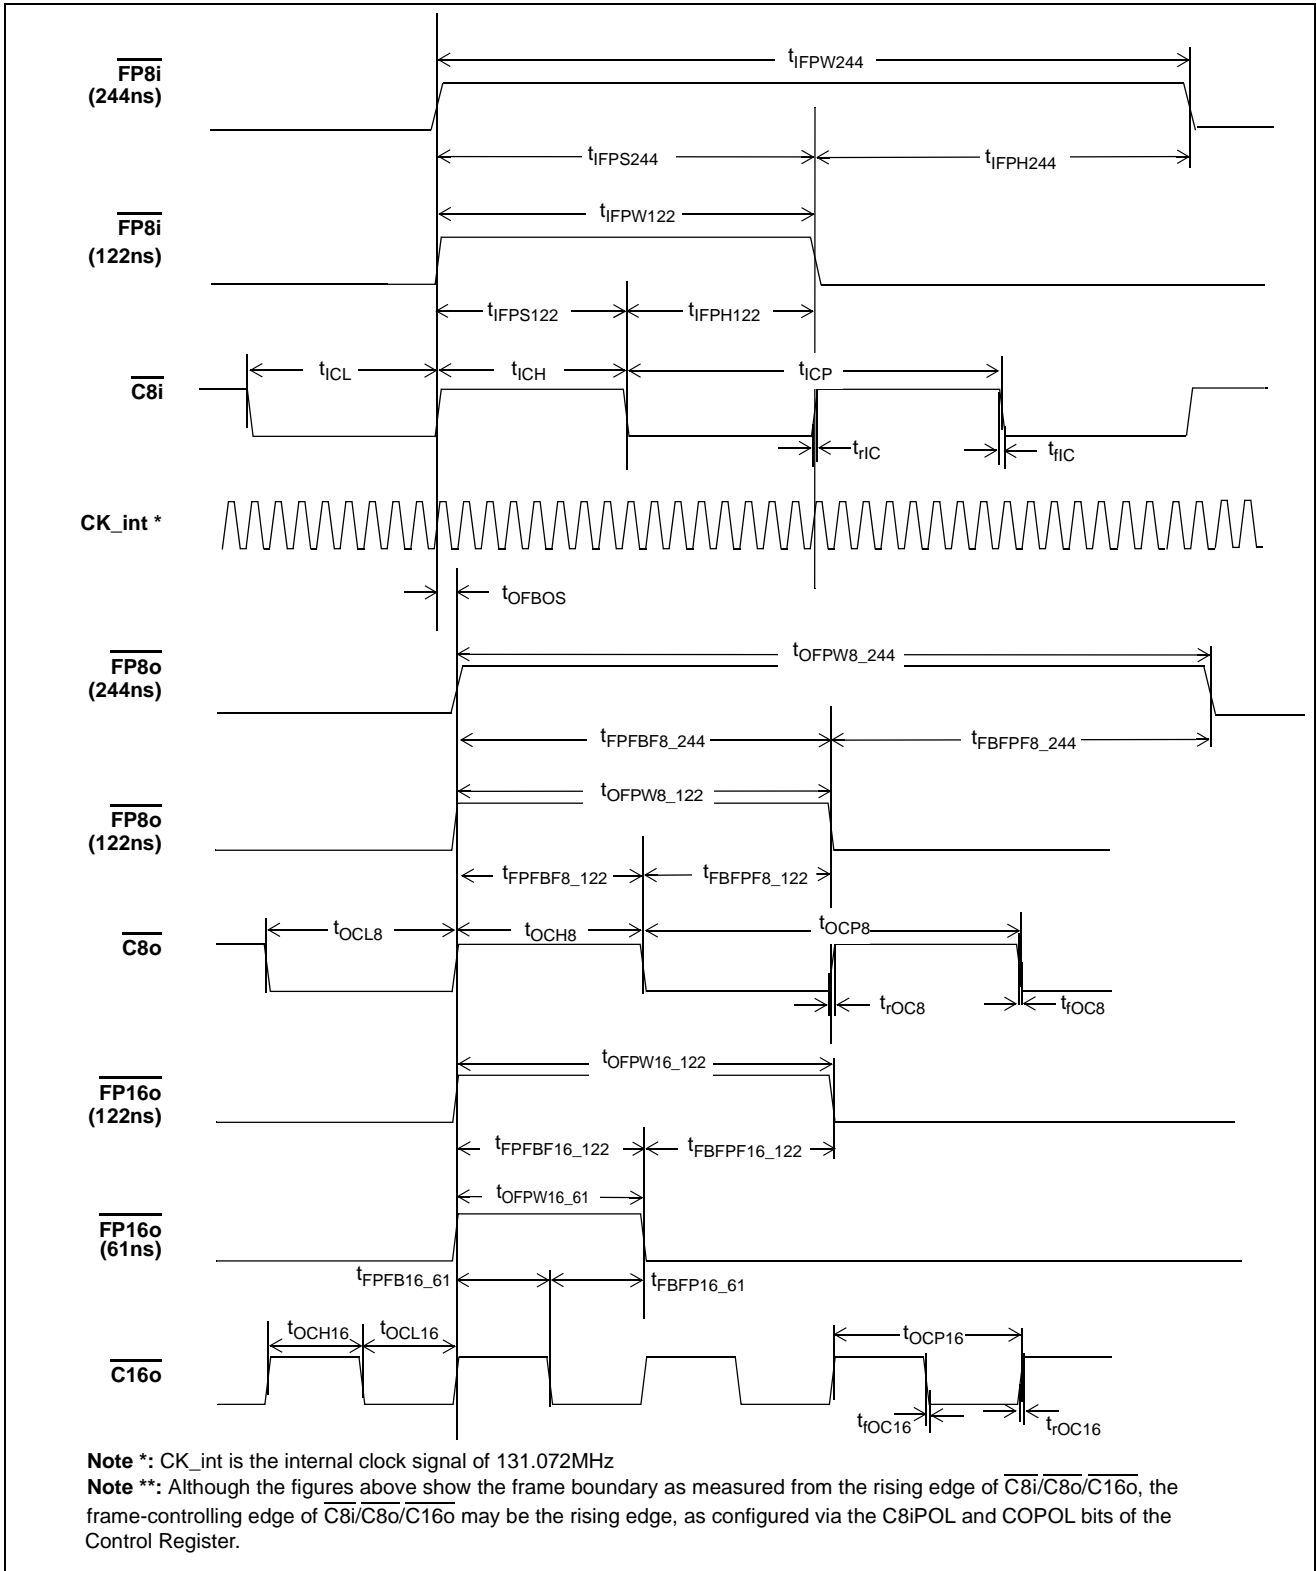 tIFPW244
FP8i
(244ns)
tIFPS244
tIFPH244
tIFPW122
FP8i
(122ns)
tIFPS122
tIFPH122
tICL
tICH
tICP
C8i
trIC
tfIC
CK_int *
tOFBOS
tOFPW8_244
FP8o
(244ns)
tFPFBF8_244
tFBFPF8_244
tOFPW8_122
FP8o
(122ns)
tFPFBF8_122
tFBFPF8_122
tOCL8
tOCH8
tOCP8
C8o
trOC8
tfOC8
tOFPW16_122
FP16o
(122ns)
tFPFBF16_122
tFBFPF16_122
tOFPW16_61
FP16o
(61ns)
tFPFB16_61
tFBFP16_61
tOCH16
tOCL16
tOCP16
C16o
tfOC16
trOC16
Note *: CK_int is the internal clock signal of 131.072MHz
Note **: Although the figures above show the frame boundary as measured from the rising edge of C8i/C8o/C16o, the
frame-controlling edge of C8i/C8o/C16o may be the rising edge, as configured via the C8iPOL and COPOL bits of the
Control Register.